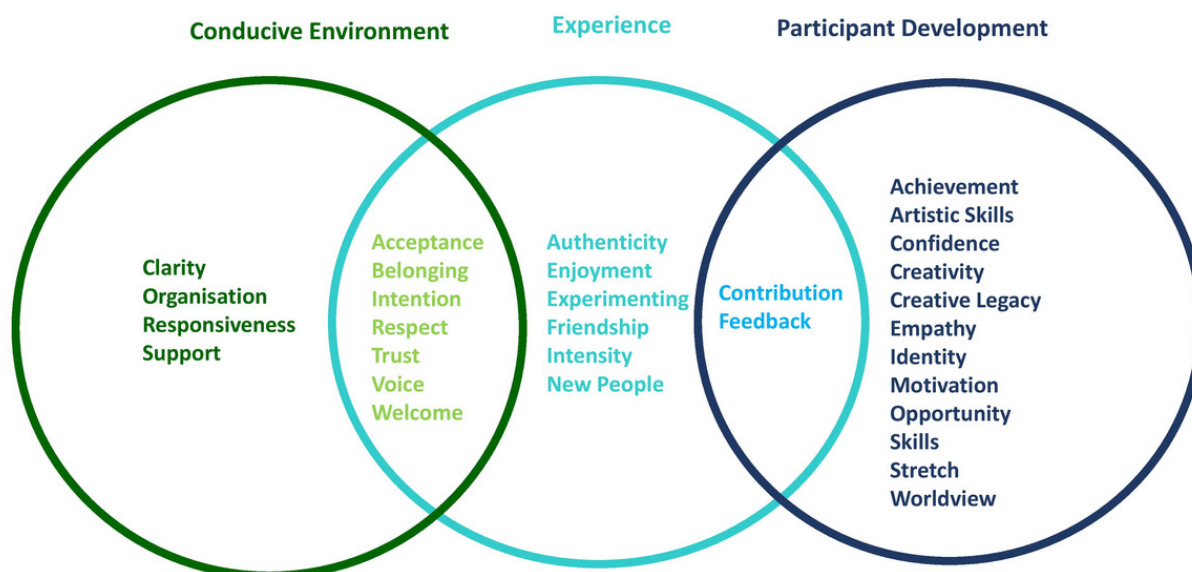 Conducive Environment
Experience
Participant Development
Clarity
Organisation
Responsiveness
Support
Acceptance
Belonging
Intention
Respect
Trust
Voice
Welcome
Authenticity
Enjoyment
Experimenting
Friendship
Intensity
New People
Contribution
Feedback
Achievement
Artistic Skills
Confidence
Creativity
Creative Legacy
Empathy
Identity
Motivation
Opportunity
Skills
Stretch
Worldview